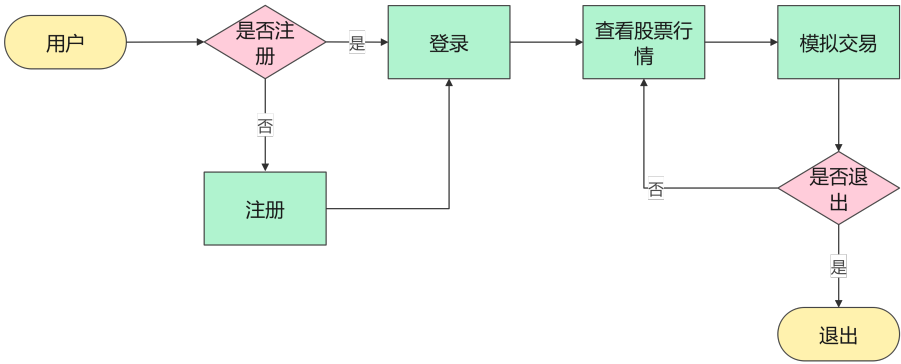 用户
是否注
册
是
登录
查看股票行
情
模拟交易
否
注册
是否退
出
否
是
退出